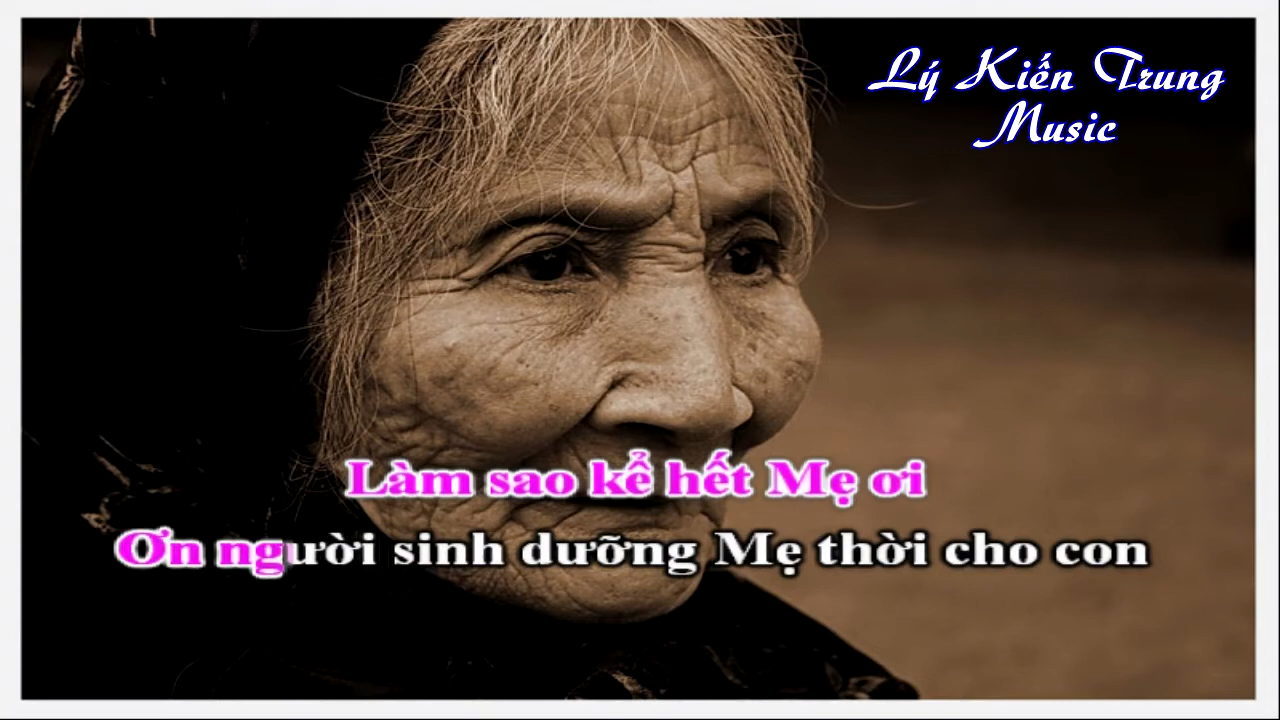 Lý Kiến Trung
Music
Làm sao kể hết Mẹ ơi
Ơn người sinh dưỡng Mẹ thời cho con